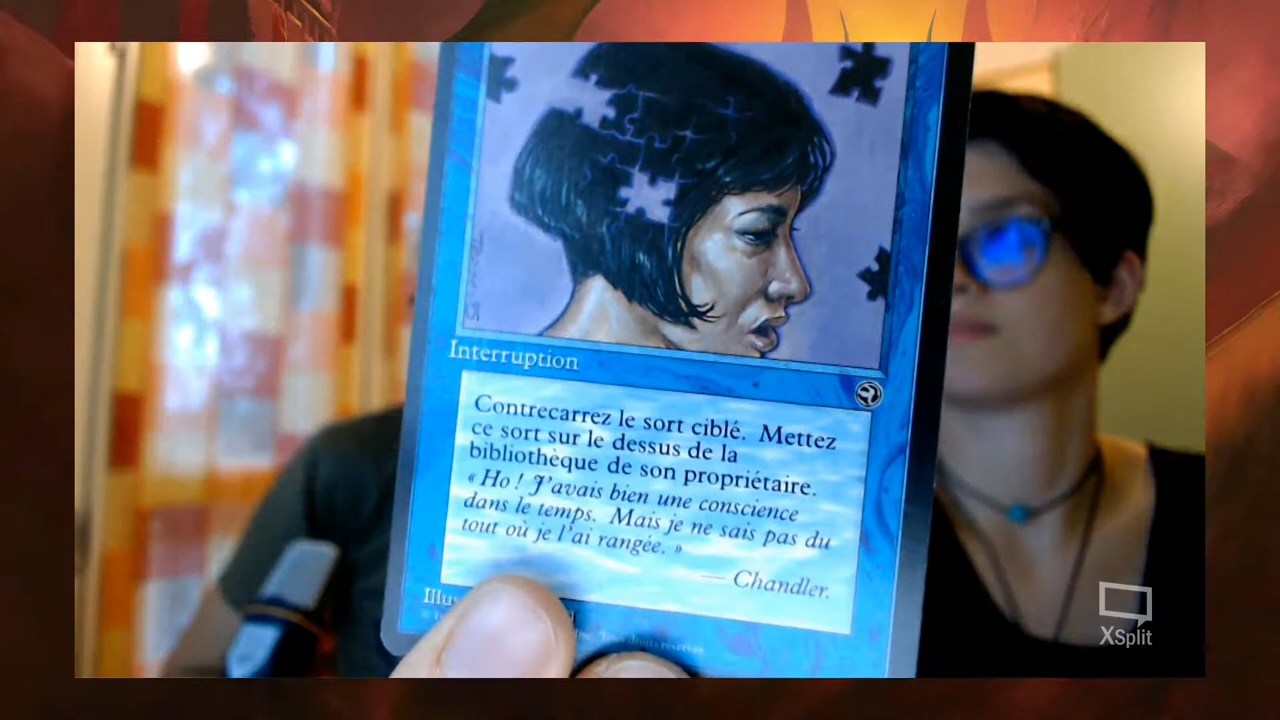 Interruption
Contrecarrez le sort ciblé. Mettez
ce sort sur le dessus de la
bibliothèque de son propriétaire.
« Ho ! J'avais bien une conscience
dans le temps. Mais je ne sais pas du
tout où je l'ai rangée. »
— Chandler.
XSplit